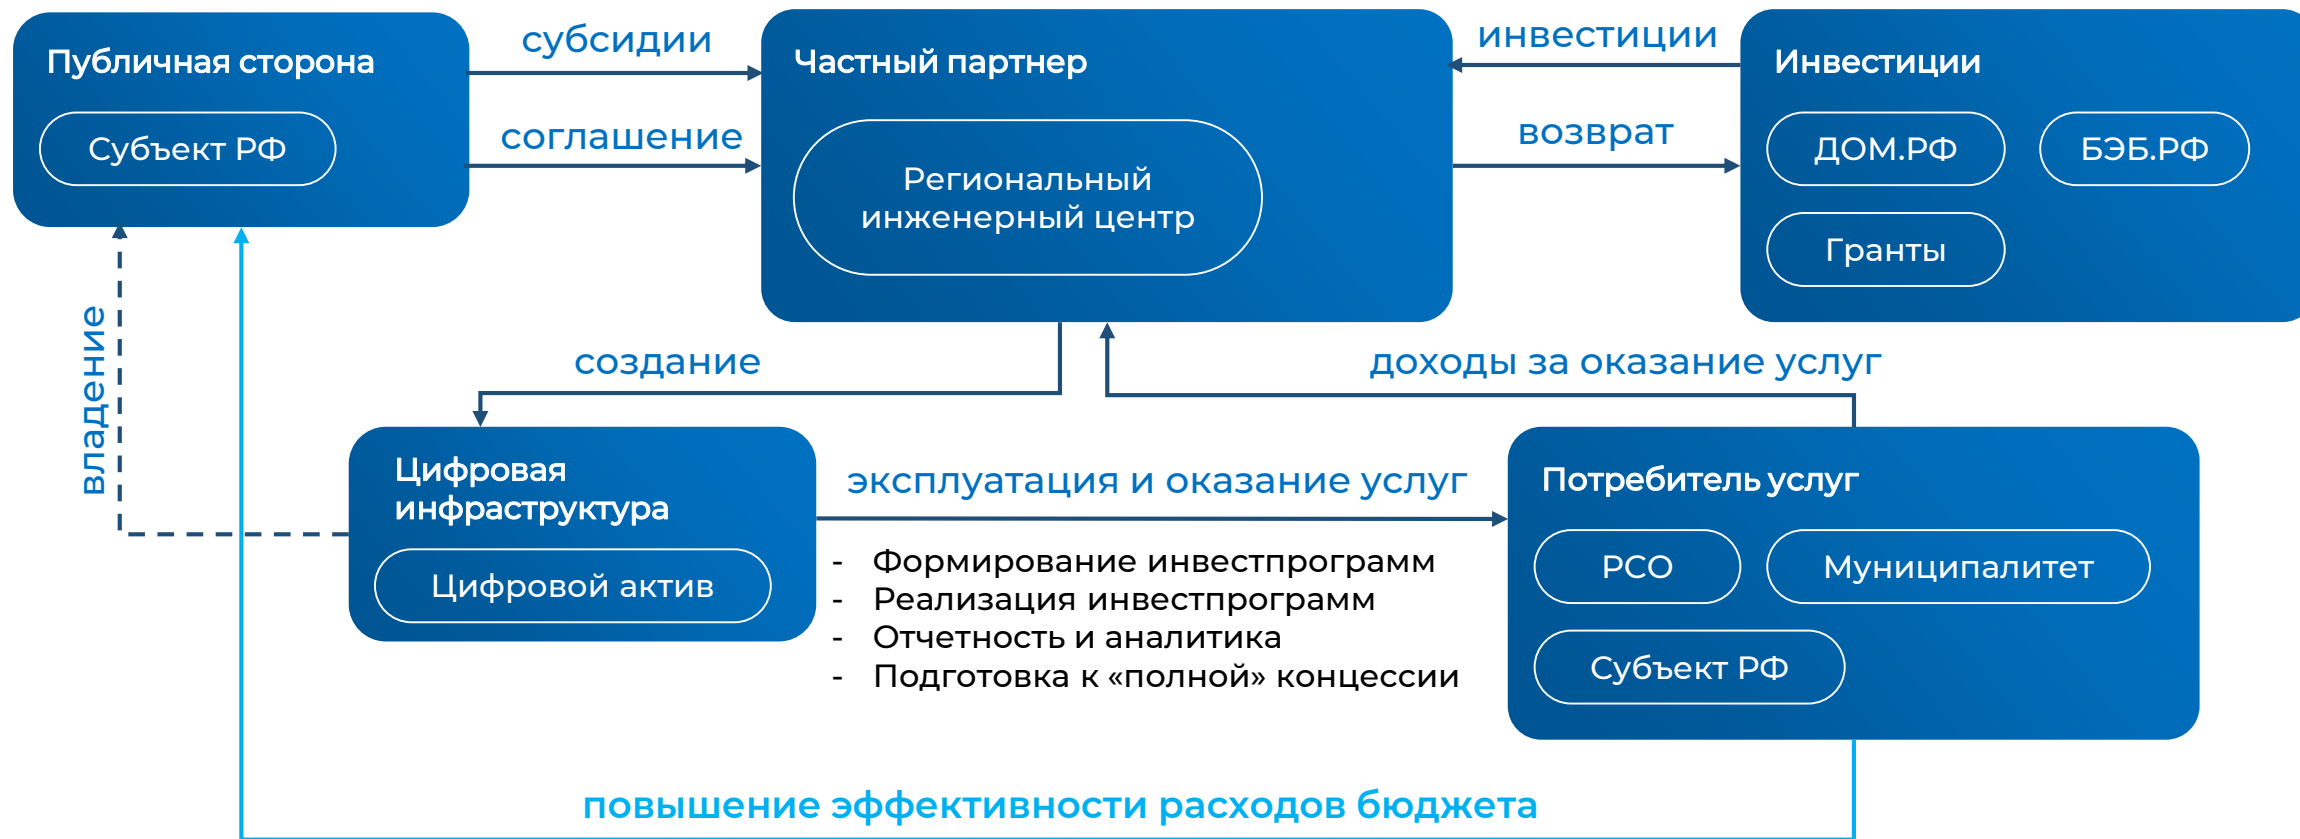 Публичная сторона
Субъект РФ
субсидии
соглашение
Частный партнер
Региональный
инженерный центр
инвестиции
возврат
Инвестиции
ДОМ.РФ
БЭБ.РФ
Гранты
владение
создание
доходы за оказание услуг
Цифровая
инфраструктура
Цифровой актив
эксплуатация и оказание услуг
- Формирование инвестпрограмм
- Реализация инвестпрограмм
- Отчетность и аналитика
- Подготовка к «полной» концессии
Потребитель услуг
РСО
Муниципалитет
Субъект РФ
повышение эффективности расходов бюджета